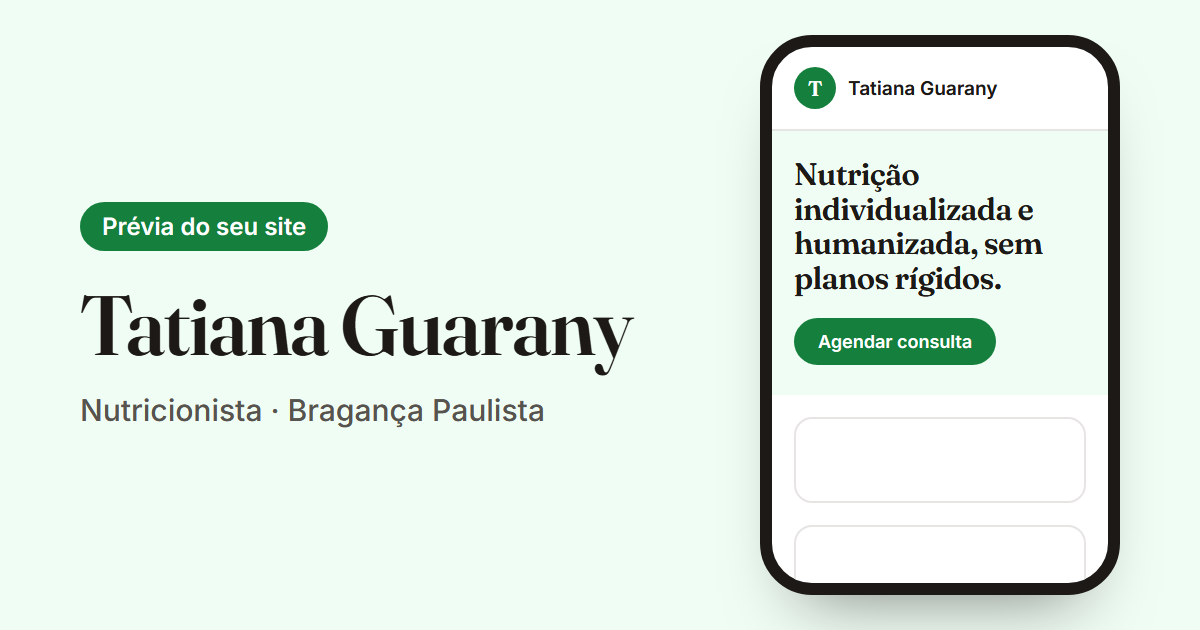 Prévia do seu site
Tatiana Guarany
Nutricionista · Bragança Paulista
T
Tatiana Guarany
Nutrição
individualizada e
humanizada, sem
planos rígidos.
Agendar consulta